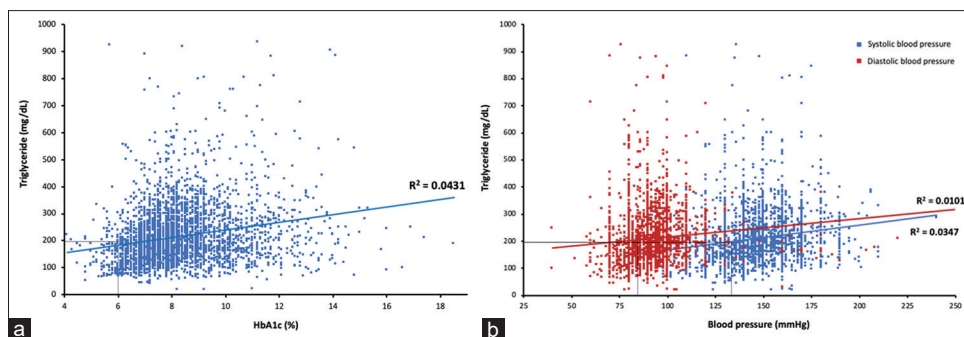 1000
900
800
700
600
500
400
300
200
100
0
Triglyceride (mg/dL)
R² = 0.0431
4 6 8 10 12 14 16 18
HbA1c (%)
a
1000
900
800
700
600
500
400
300
200
100
0
Triglyceride (mg/dL)
Systolic blood pressure
Diastolic blood pressure
R² = 0.0101
R² = 0.0347
25 50 75 100 125 150 175 200 225 250
Blood pressure (mmHg)
b